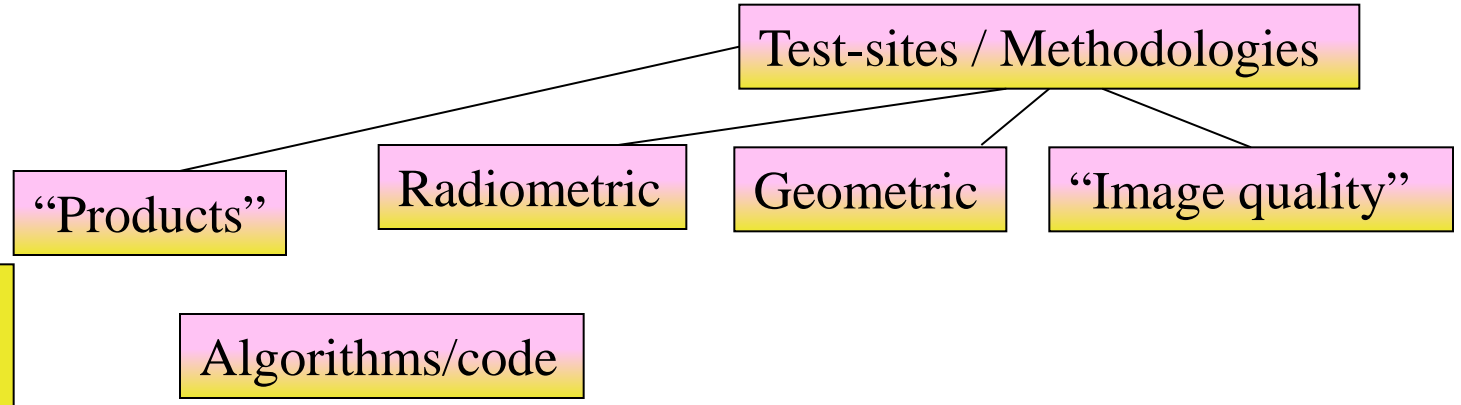 Test-sites / Methodologies
“Products”
Radiometric
Geometric
“Image quality”
Algorithms/code